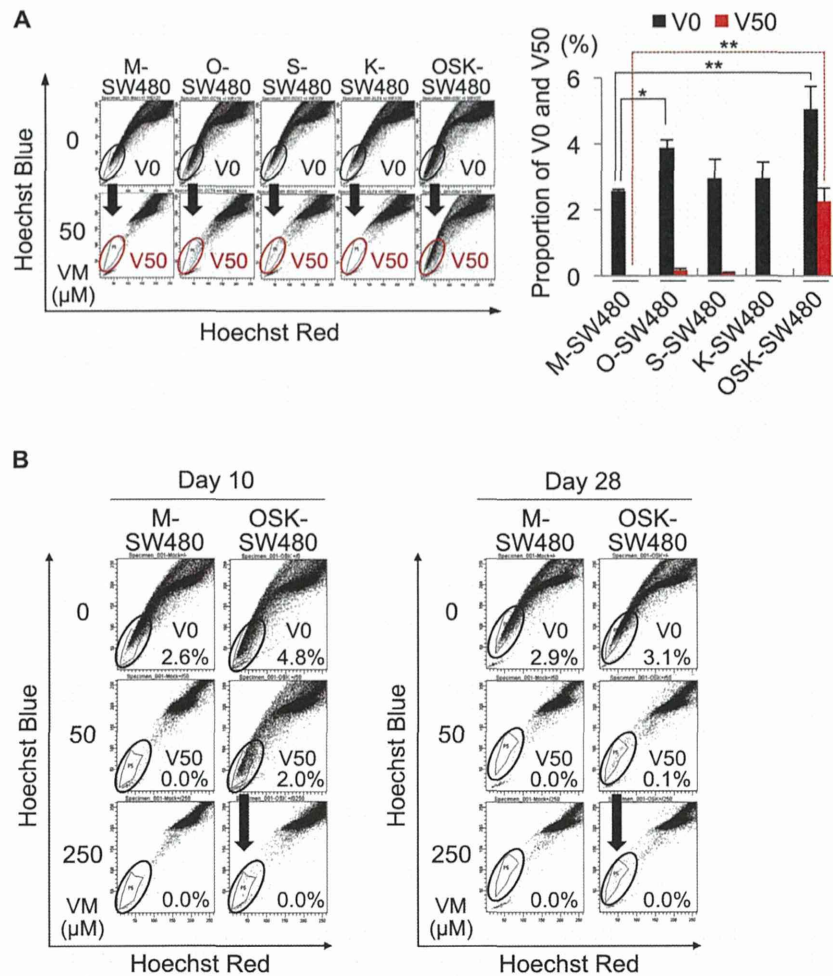 A
M-SW480
O-SW480
S-SW480
K-SW480
OSK-SW480
Hoechst Blue
0
V0
V0
V0
V0
V0
50
VM
(μM)
V50
V50
V50
V50
V50
Hoechst Red
V0 V50
Proportion of V0 and V50
(%)
**
**
*
6
4
2
0
M-SW480
O-SW480
S-SW480
K-SW480
OSK-SW480
B
Day 10
M-SW480
OSK-SW480
Hoechst Blue
0
V0
2.6%
V0
4.8%
50
V50
0.0%
V50
2.0%
250
VM
(μM)
0.0%
0.0%
Hoechst Red
Day 28
M-SW480
OSK-SW480
Hoechst Blue
0
V0
2.9%
V0
3.1%
50
V50
0.0%
V50
0.1%
250
VM
(μM)
0.0%
0.0%
Hoechst Red